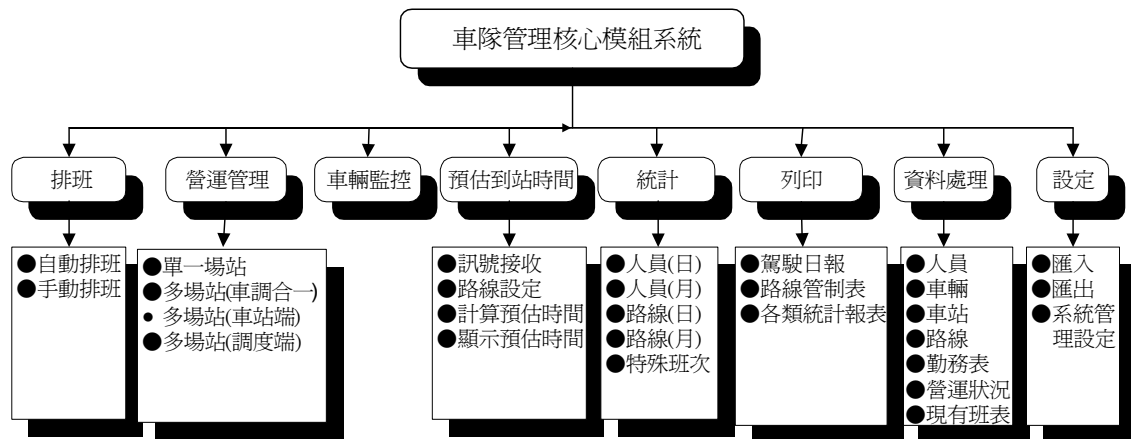 車隊管理核心模組系統
排班
營運管理
車輛監控
預估到站時間
統計
列印
資料處理
設定
●自動排班
●手動排班
●單一場站
●多場站(車調合一)
• 多場站(車站端)
●多場站(調度端)
●訊號接收
●路線設定
●計算預估時間
●顯示預估時間
●人員(日)
●人員(月)
●路線(日)
●路線(月)
●特殊班次
●駕駛日報
●路線管制表
●各類統計報表
●人員
●車輛
●車站
●路線
●勤務表
●營運狀況
●現有班表
●匯入
●匯出
●系統管
理設定